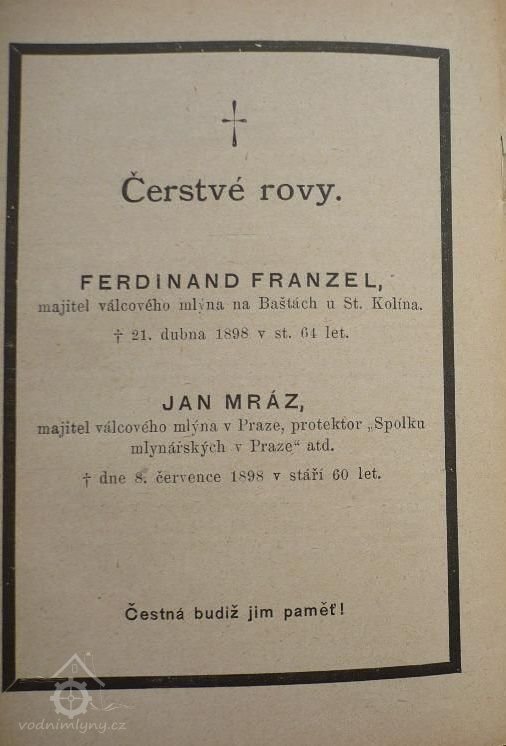 †
Čerstvé rovy.
FERDINAND FRANZEL,
majitel válcového mlýna na Baštách u St. Kolína.
† 21. dubna 1898 v st. 64 let.
JAN MRÁZ,
majitel válcového mlýna v Praze, protektor „Spolku
mlynářských v Praze“ atd.
† dne 8. července 1898 v stáří 60 let.
Čestná budiž jim paměť!
vodnimlyny.cz